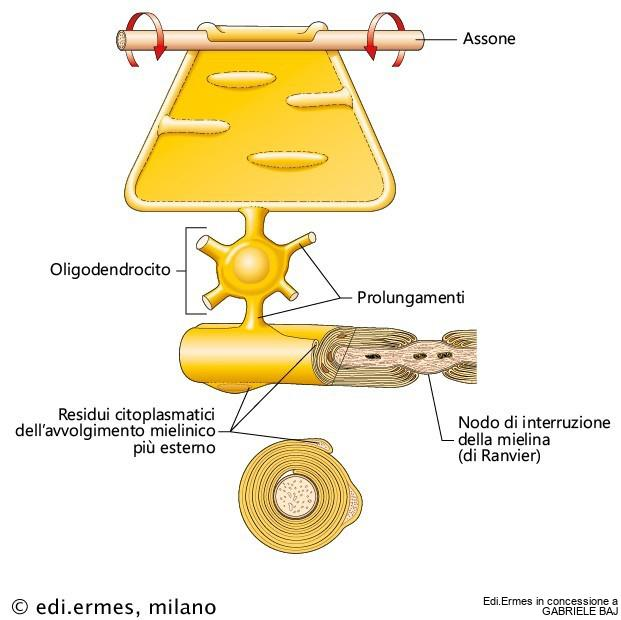 Assone
Oligodendrocito
Prolungamenti
Residui citoplasmatici
dell'avvolgimento mielinico
più esterno
Nodo di interruzione
della mielina
(di Ranvier)
© edi.ermes, milano
Edi.Ermes in concessione a
GABRIELE BAJ